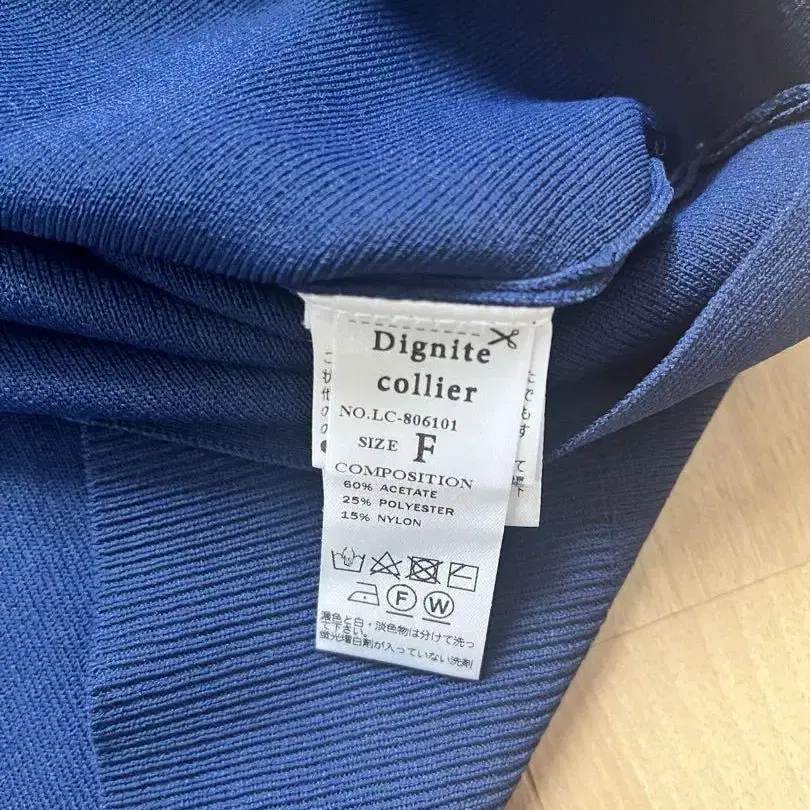 Dignite
collier
NO.LC-806101
SIZE F
COMPOSITION
60% ACETATE
25% POLYESTER
15% NYLON
F W
濃色と白・淡色物は分けて洗っ
て下さい。
蛍光増白剤が入っていない洗剤